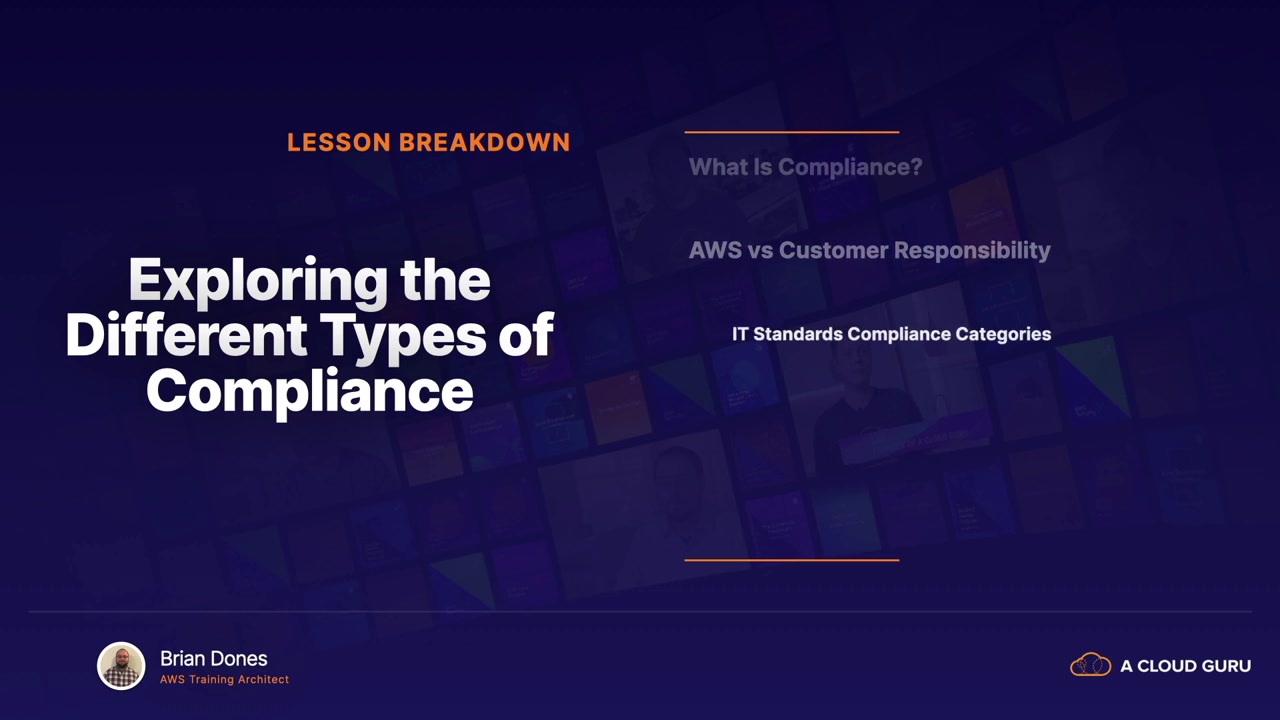 LESSON BREAKDOWN
Exploring the
Different Types of
Compliance
What Is Compliance?
AWS vs Customer Responsibility
IT Standards Compliance Categories
Brian Dones
AWS Training Architect
A CLOUD GURU